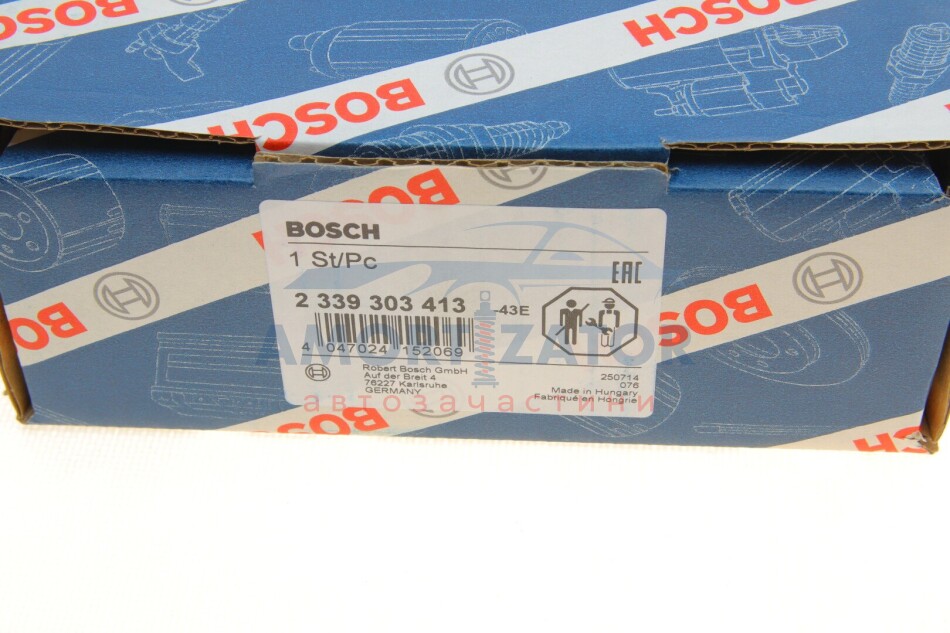 BOSCH
BOSCH
BOSCH
BOSCH
BOSCH
BOSCH
BOSCH
1 St/Pc
EAC
2 339 303 413 -43E
4 047024 152069
AMORTIZATOR
Robert Bosch GmbH
Auf der Breit 4
76227 Karlsruhe
GERMANY
250714
076
Made in Hungary
Fabriqué en Hongrie
автозапчастини
BOSCH